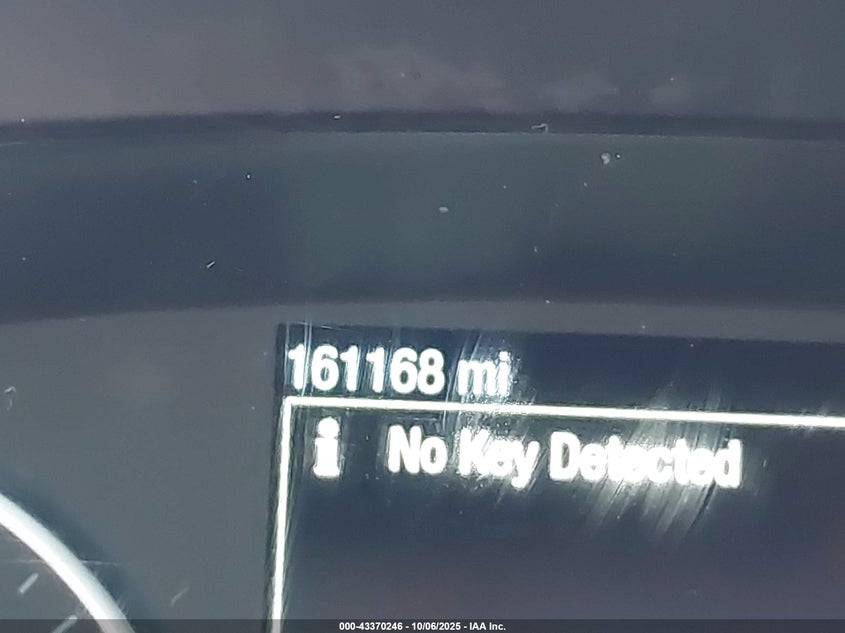 161168 mi
i No Key Detected
000-43370246 - 10/06/2025 - IAA Inc.